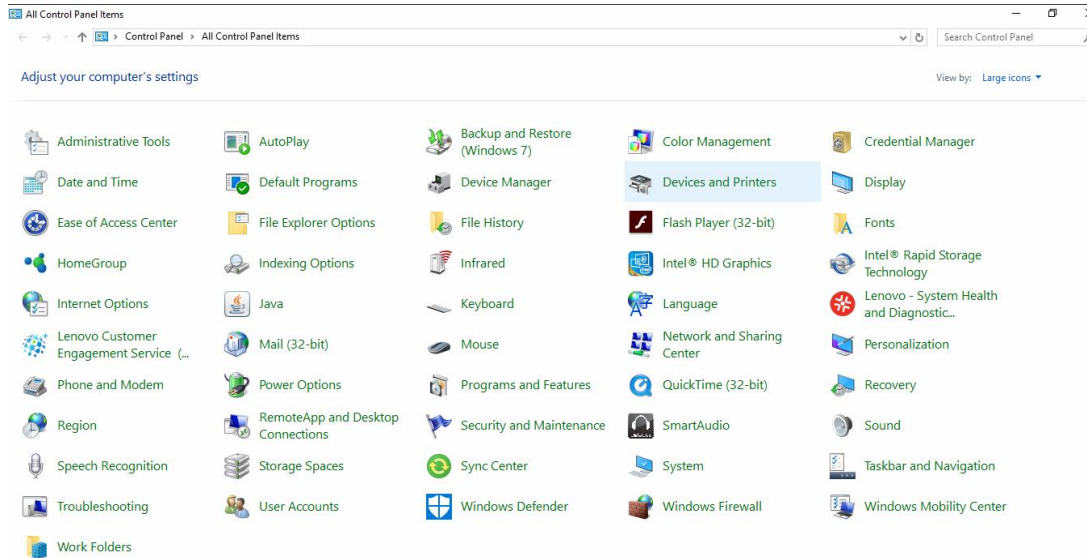 All Control Panel Items
Control Panel > All Control Panel Items
Search Control Panel
Adjust your computer's settings
View by: Large icons
Administrative Tools
AutoPlay
Backup and Restore
(Windows 7)
Color Management
Credential Manager
Date and Time
Default Programs
Device Manager
Devices and Printers
Display
Ease of Access Center
File Explorer Options
File History
Flash Player (32-bit)
Fonts
HomeGroup
Indexing Options
Infrared
Intel® HD Graphics
Intel® Rapid Storage
Technology
Internet Options
Java
Keyboard
Language
Lenovo - System Health
and Diagnostic...
Lenovo Customer
Engagement Service (...
Mail (32-bit)
Mouse
Network and Sharing
Center
Personalization
Phone and Modem
Power Options
Programs and Features
QuickTime (32-bit)
Recovery
Region
RemoteApp and Desktop
Connections
Security and Maintenance
SmartAudio
Sound
Speech Recognition
Storage Spaces
Sync Center
System
Taskbar and Navigation
Troubleshooting
User Accounts
Windows Defender
Windows Firewall
Windows Mobility Center
Work Folders